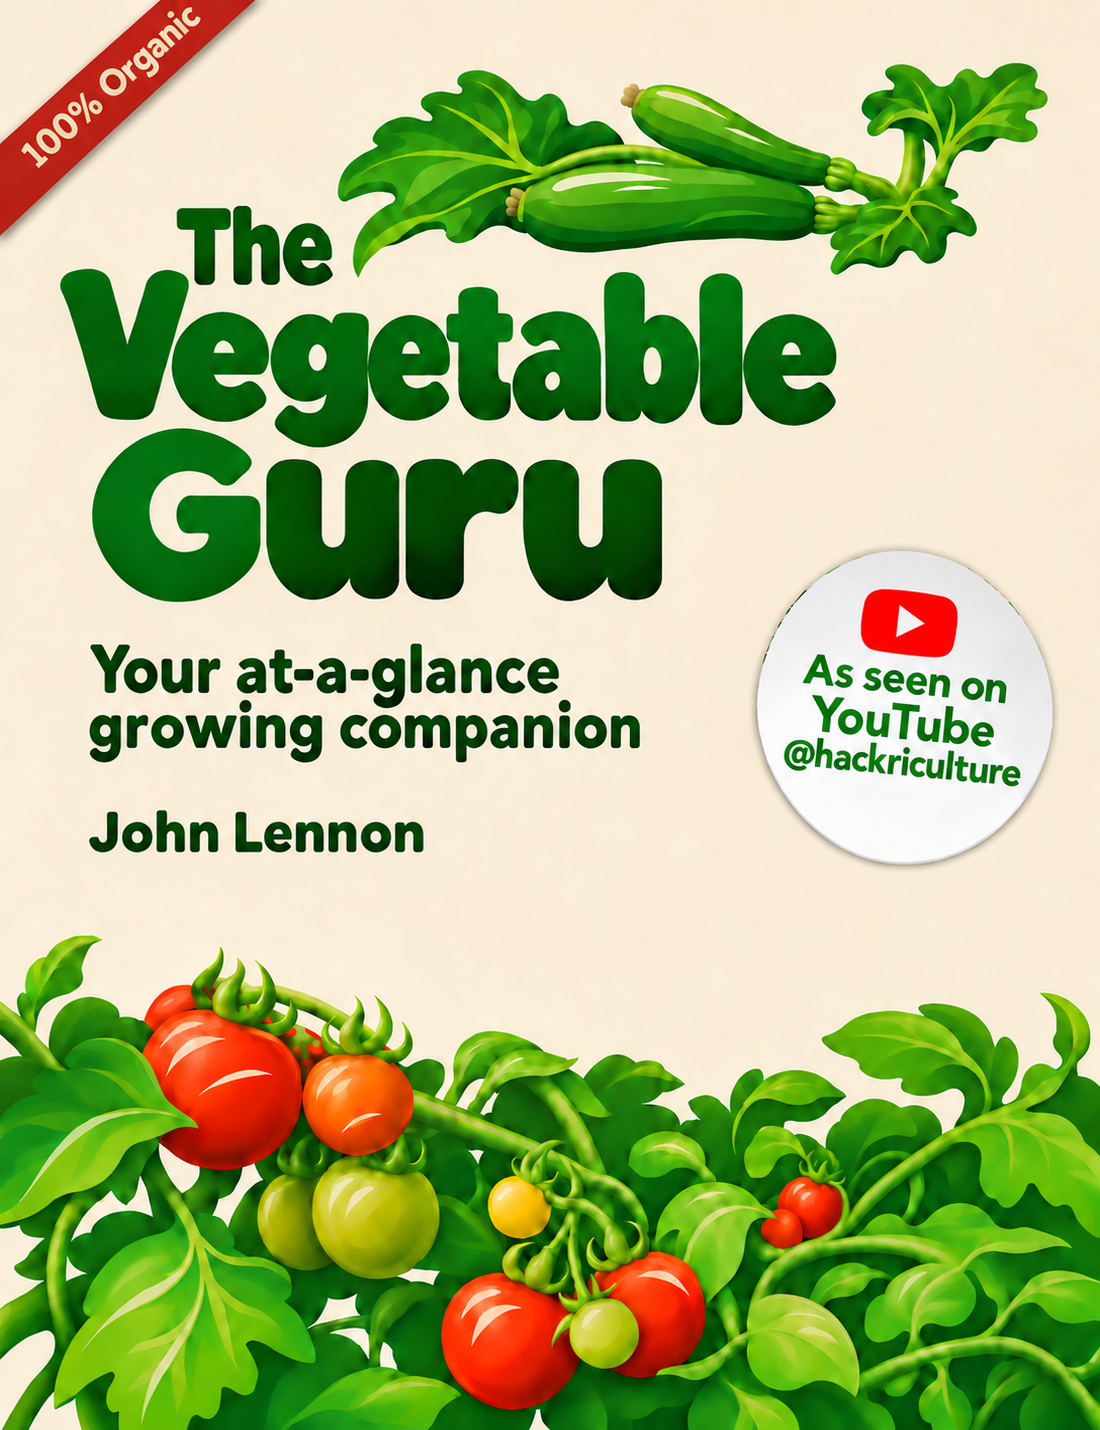 100% Organic
The
Vegetable
Guru
Your at-a-glance
growing companion
John Lennon
As seen on
YouTube
@hackriculture